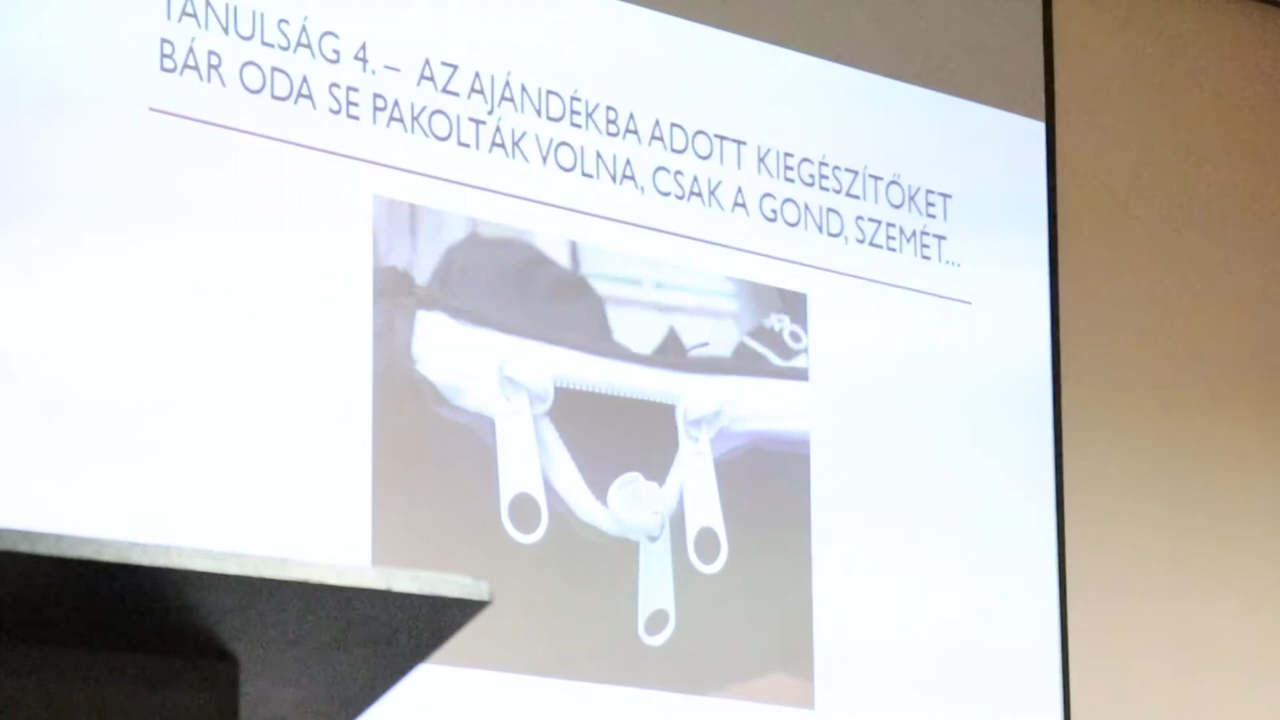 TANULSÁG 4. – AZ AJÁNDÉKBA ADOTT KIEGÉSZÍTŐKET
BÁR ODA SE PAKOLTÁK VOLNA, CSAK A GOND, SZEMÉT...